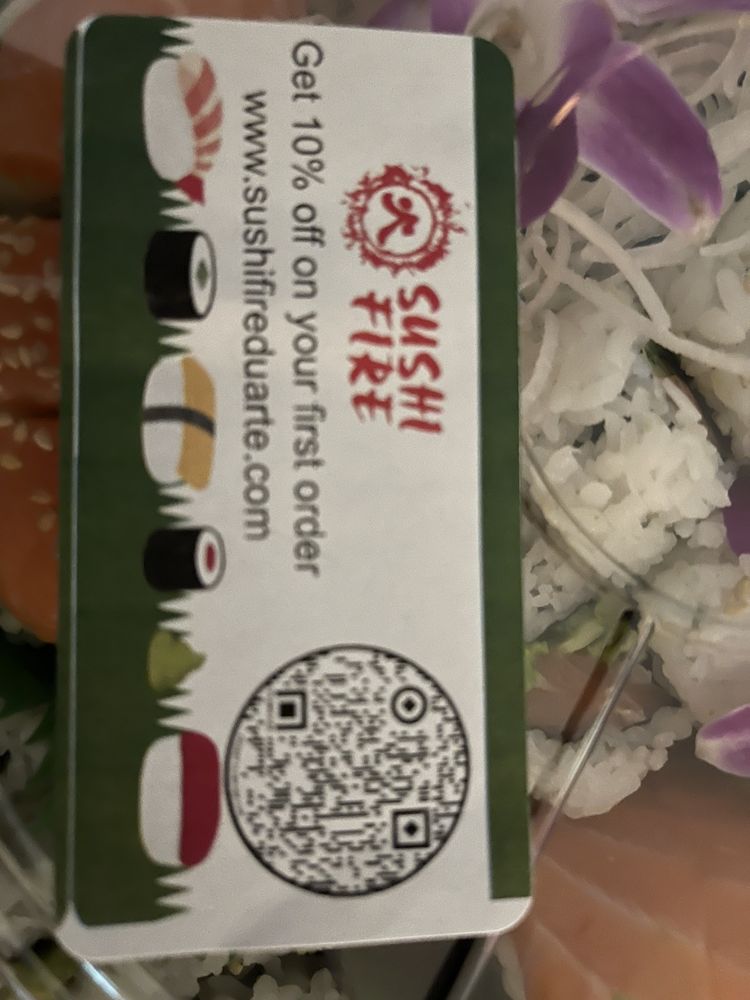 SUSHI
FIRE
Get 10% off on your first order
www.sushifireduarte.com